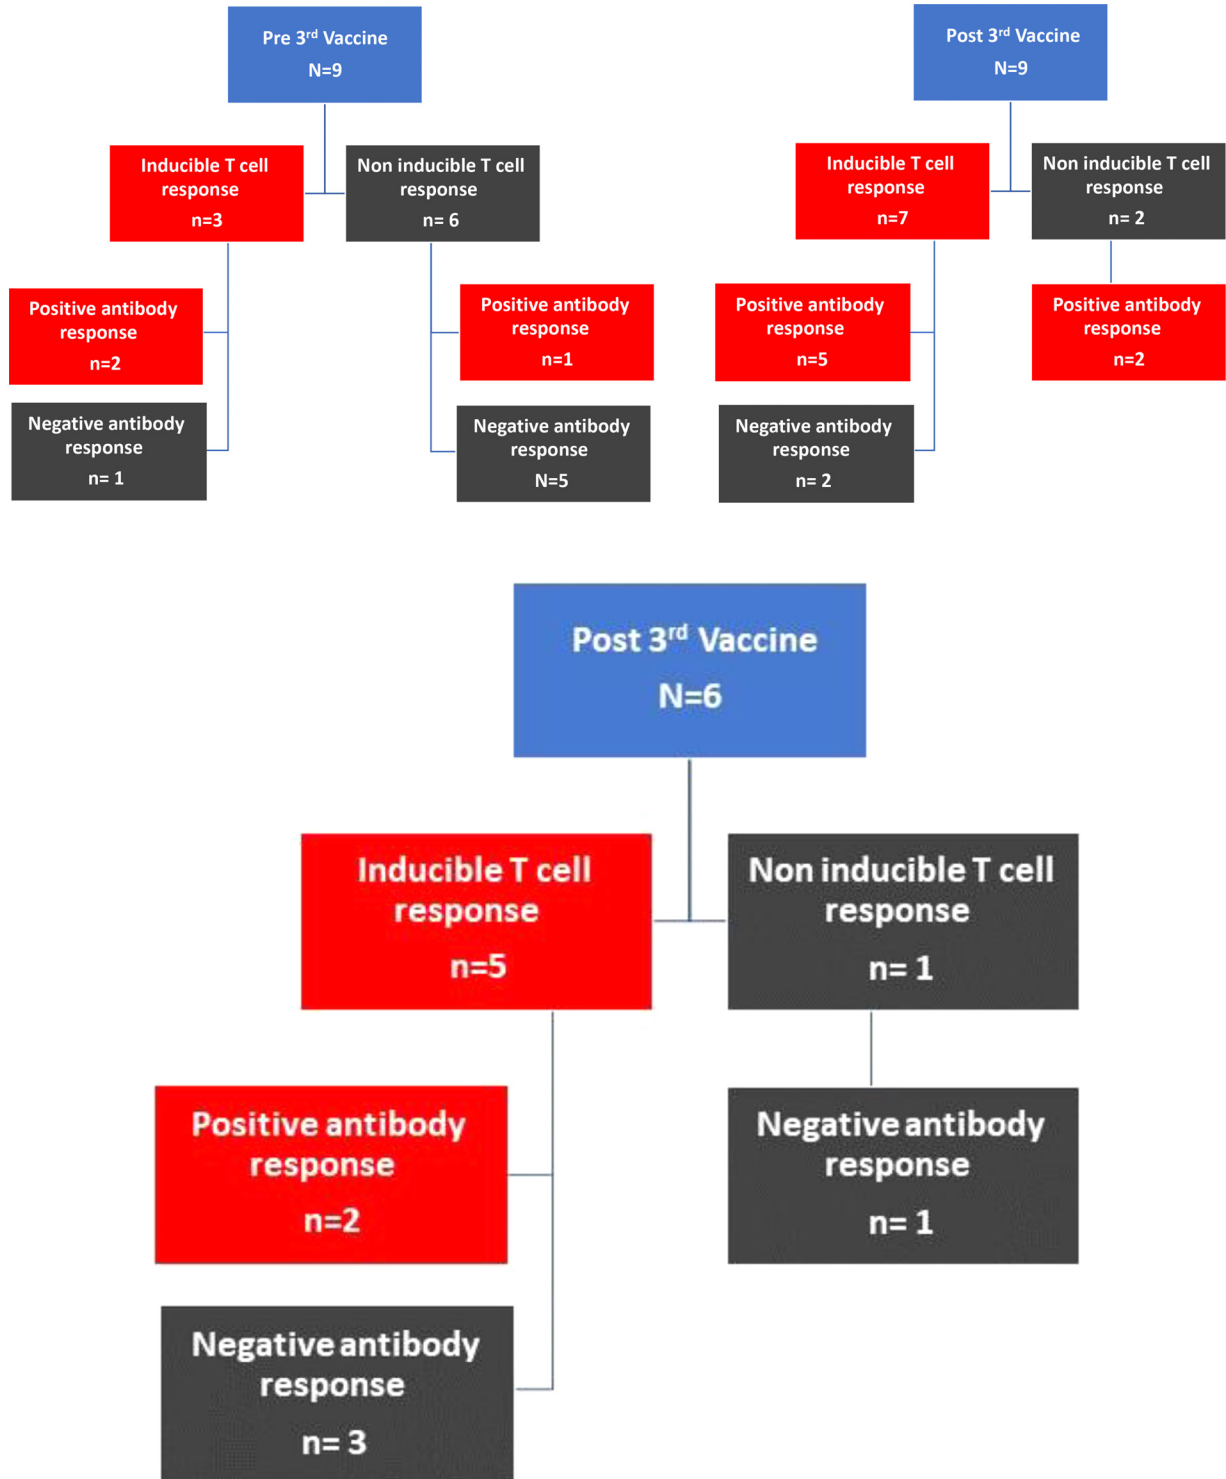 Pre 3rd Vaccine
N=9
Inducible T cell
response
n=3
Non inducible T cell
response
n= 6
Positive antibody
response
n=2
Negative antibody
response
n= 1
Positive antibody
response
n=1
Negative antibody
response
N=5
Post 3rd Vaccine
N=9
Inducible T cell
response
n=7
Non inducible T cell
response
n= 2
Positive antibody
response
n=5
Negative antibody
response
n= 2
Positive antibody
response
n=2
Post 3rd Vaccine
N=6
Inducible T cell
response
n=5
Non inducible T cell
response
n= 1
Positive antibody
response
n=2
Negative antibody
response
n= 3
Negative antibody
response
n= 1